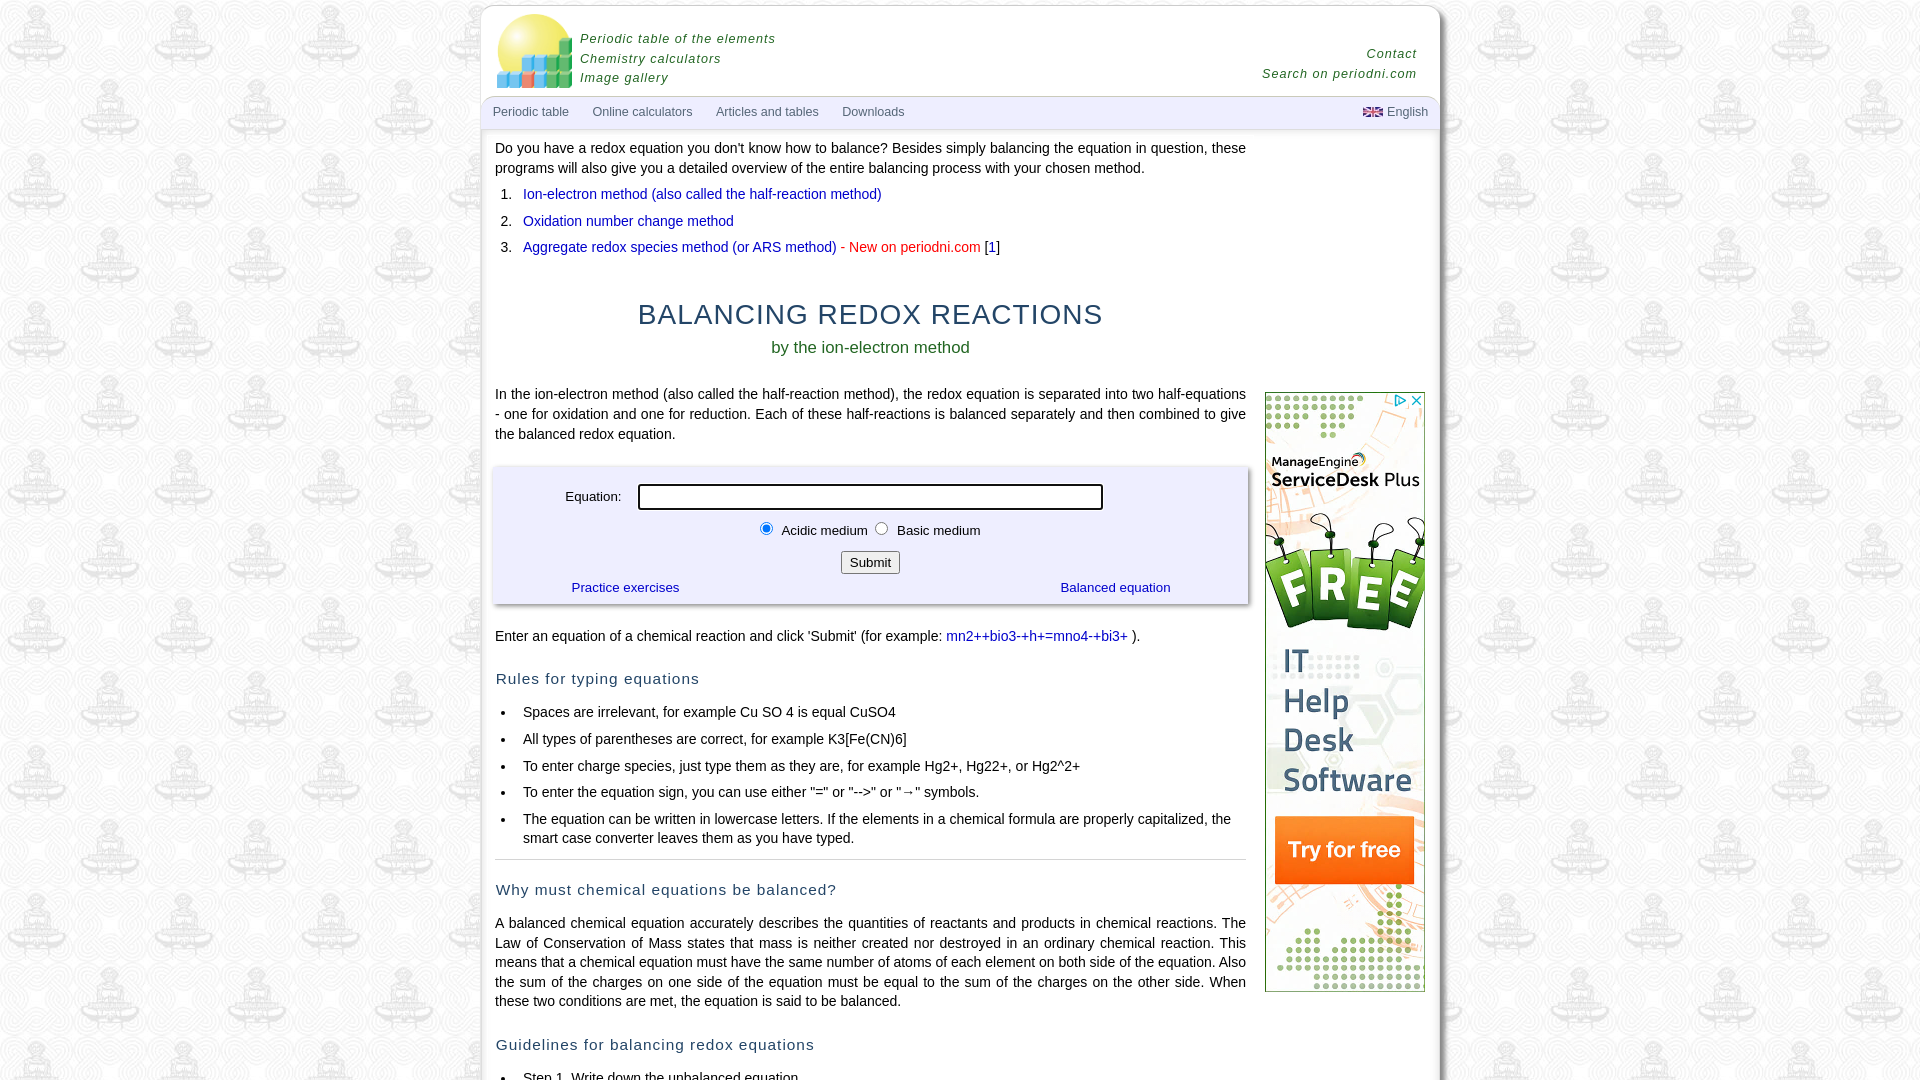 Periodic table of the elements
Chemistry calculators
Image gallery
Contact
Search on periodni.com
Periodic table Online calculators Articles and tables Downloads English
Do you have a redox equation you don't know how to balance? Besides simply balancing the equation in question, these
programs will also give you a detailed overview of the entire balancing process with your chosen method.
1. Ion-electron method (also called the half-reaction method)
2. Oxidation number change method
3. Aggregate redox species method (or ARS method) - New on periodni.com [1]
BALANCING REDOX REACTIONS
by the ion-electron method
In the ion-electron method (also called the half-reaction method), the redox equation is separated into two half-equations
- one for oxidation and one for reduction. Each of these half-reactions is balanced separately and then combined to give
the balanced redox equation.
Equation:
Acidic medium Basic medium
Submit
Practice exercises Balanced equation
Enter an equation of a chemical reaction and click 'Submit' (for example: mn2++bio3-+h+=mno4-+bi3+ ).
Rules for typing equations
• Spaces are irrelevant, for example Cu SO 4 is equal CuSO4
• All types of parentheses are correct, for example K3[Fe(CN)6]
• To enter charge species, just type them as they are, for example Hg2+, Hg22+, or Hg2^2+
• To enter the equation sign, you can use either "=" or "-->" or "→" symbols.
• The equation can be written in lowercase letters. If the elements in a chemical formula are properly capitalized, the
smart case converter leaves them as you have typed.
Why must chemical equations be balanced?
A balanced chemical equation accurately describes the quantities of reactants and products in chemical reactions. The
Law of Conservation of Mass states that mass is neither created nor destroyed in an ordinary chemical reaction. This
means that a chemical equation must have the same number of atoms of each element on both side of the equation. Also
the sum of the charges on one side of the equation must be equal to the sum of the charges on the other side. When
these two conditions are met, the equation is said to be balanced.
Guidelines for balancing redox equations
• Step 1. Write down the unbalanced equation
ManageEngine
ServiceDesk Plus
FREE
IT
Help
Desk
Software
Try for free